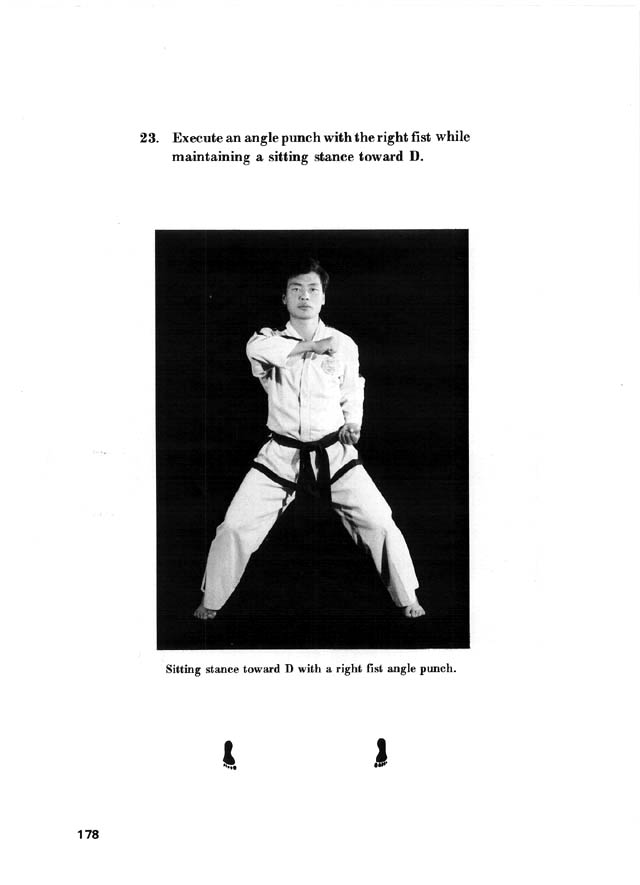 23. Execute an angle punch with the right fist while
maintaining a sitting stance toward D.
Sitting stance toward D with a right fist angle punch.
178